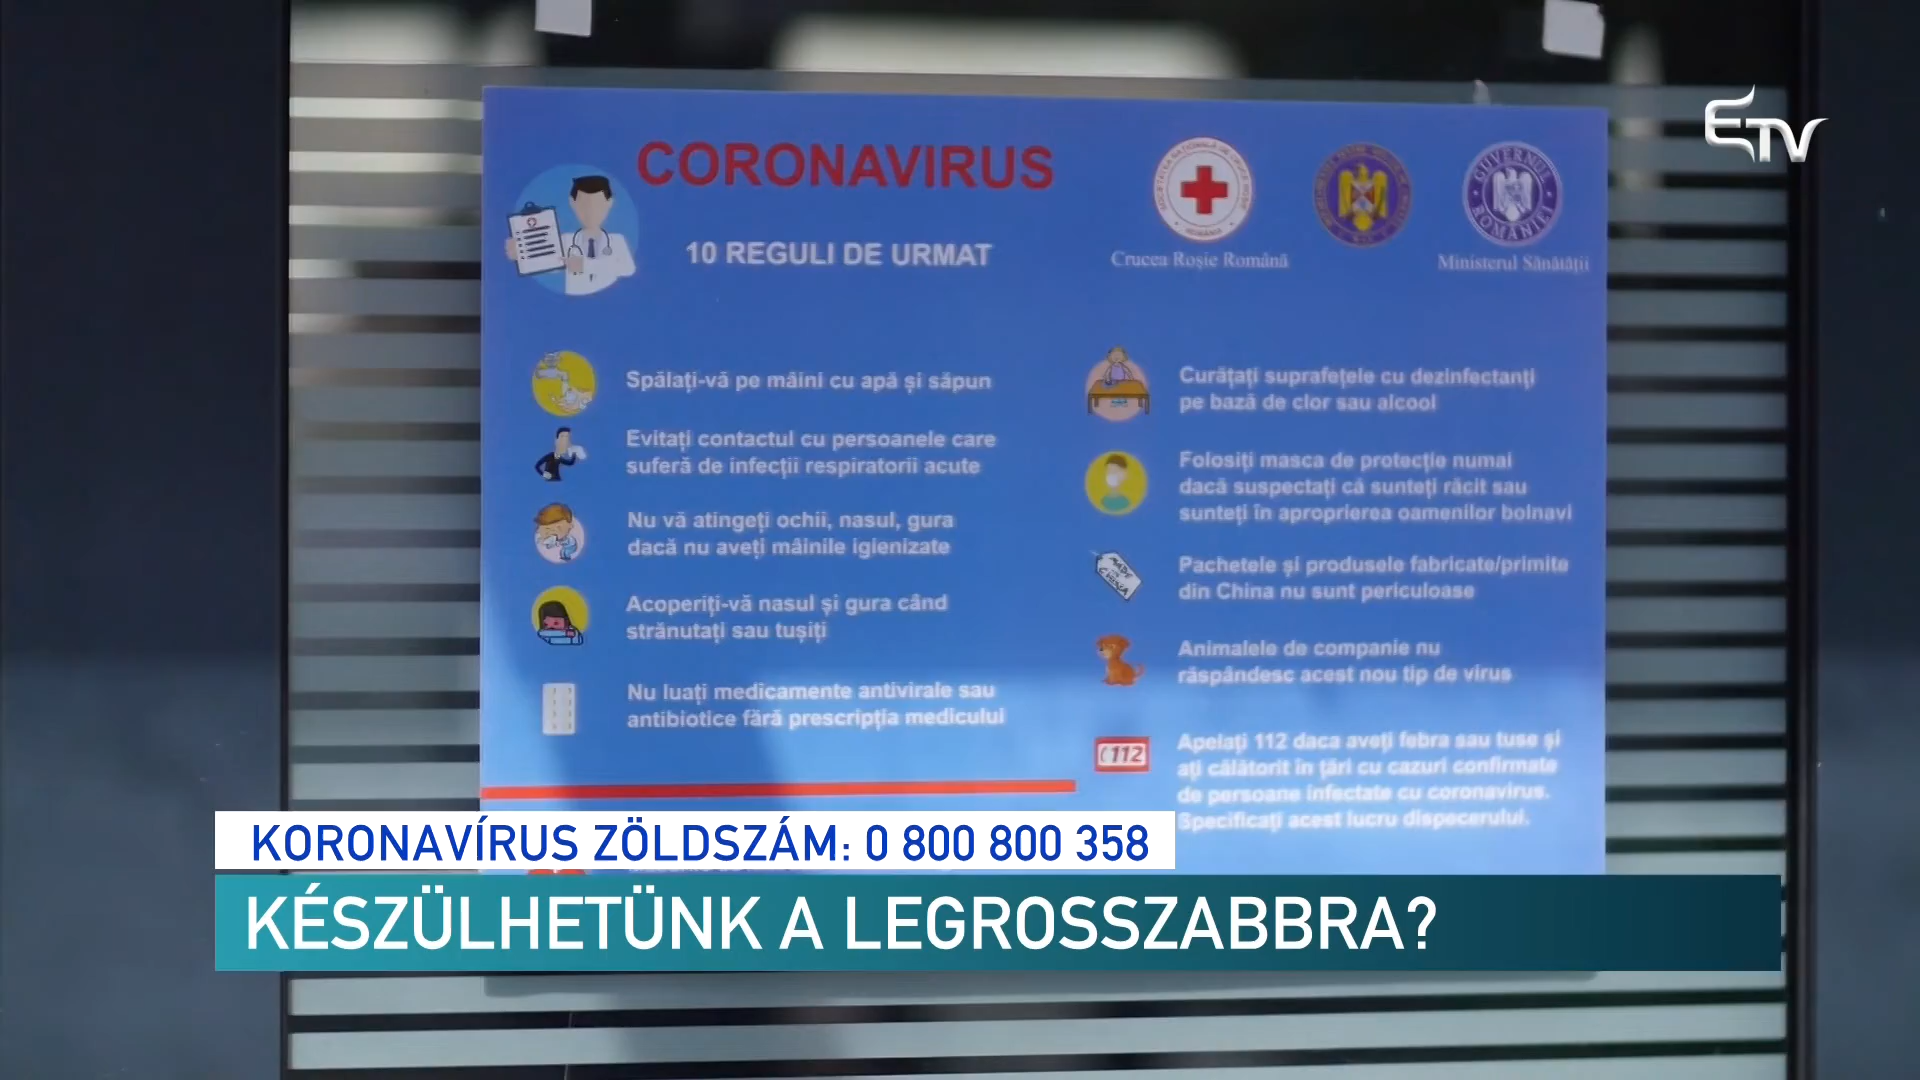 ETV
CORONAVIRUS
10 REGULI DE URMAT
Crucea Roșie Română
GUVERNUL ROMÂNIEI
Ministerul Sănătății
Spălați-vă pe mâini cu apă și săpun
Evitați contactul cu persoanele care
suferă de infecții respiratorii acute
Nu vă atingeți ochii, nasul, gura
dacă nu aveți mâinile igienizate
Acoperiți-vă nasul și gura când
strănutați sau tușiți
Nu luați medicamente antivirale sau
antibiotice fără prescripția medicului
Curățați suprafețele cu dezinfectanți
pe bază de clor sau alcool
Folosiți masca de protecție numai
dacă suspectați că sunteți răcit sau
sunteți în aproprierea oamenilor bolnavi
MADE
CHINA
Pachetele și produsele fabricate/primite
din China nu sunt periculoase
Animalele de companie nu
răspândesc acest nou tip de virus
112
Apelați 112 daca aveți febra sau tuse și
ați călătorit în țări cu cazuri confirmate
de persoane infectate cu coronavirus.
Specificați acest lucru dispecerului.
KORONAVÍRUS ZÖLDSZÁM: 0 800 800 358
KÉSZÜLHETÜNK A LEGROSSZABBRA?